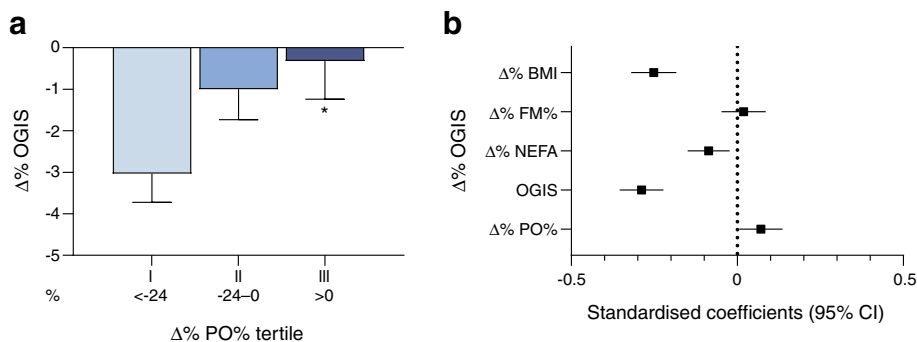 a
Δ% OGIS
0
-1
-2
-3
-4
-5
*
I II III
% <-24 -24–0 >0
Δ% PO% tertile
b
Δ% OGIS
Δ% BMI
Δ% FM%
Δ% NEFA
OGIS
Δ% PO%
-0.5 0 0.5
Standardised coefficients (95% CI)